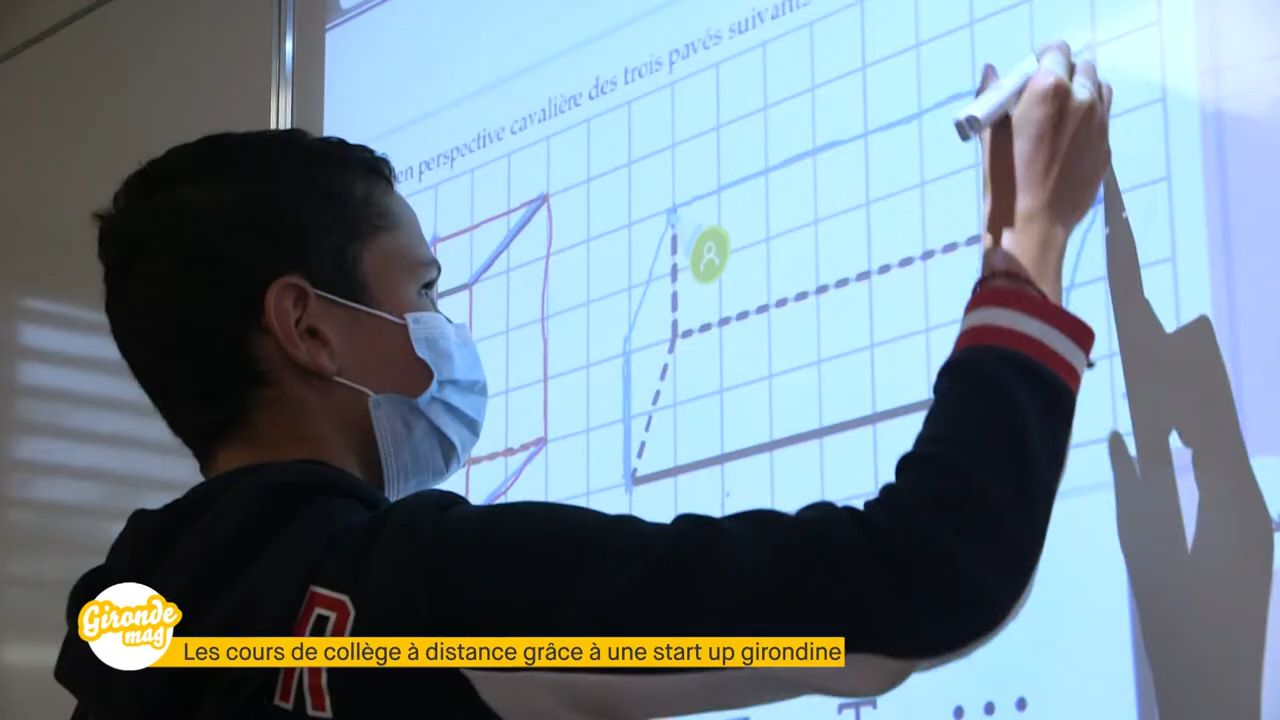 en perspective cavalière des trois pavés suivants
R
Gironde
mag
Les cours de collège à distance grâce à une start up girondine